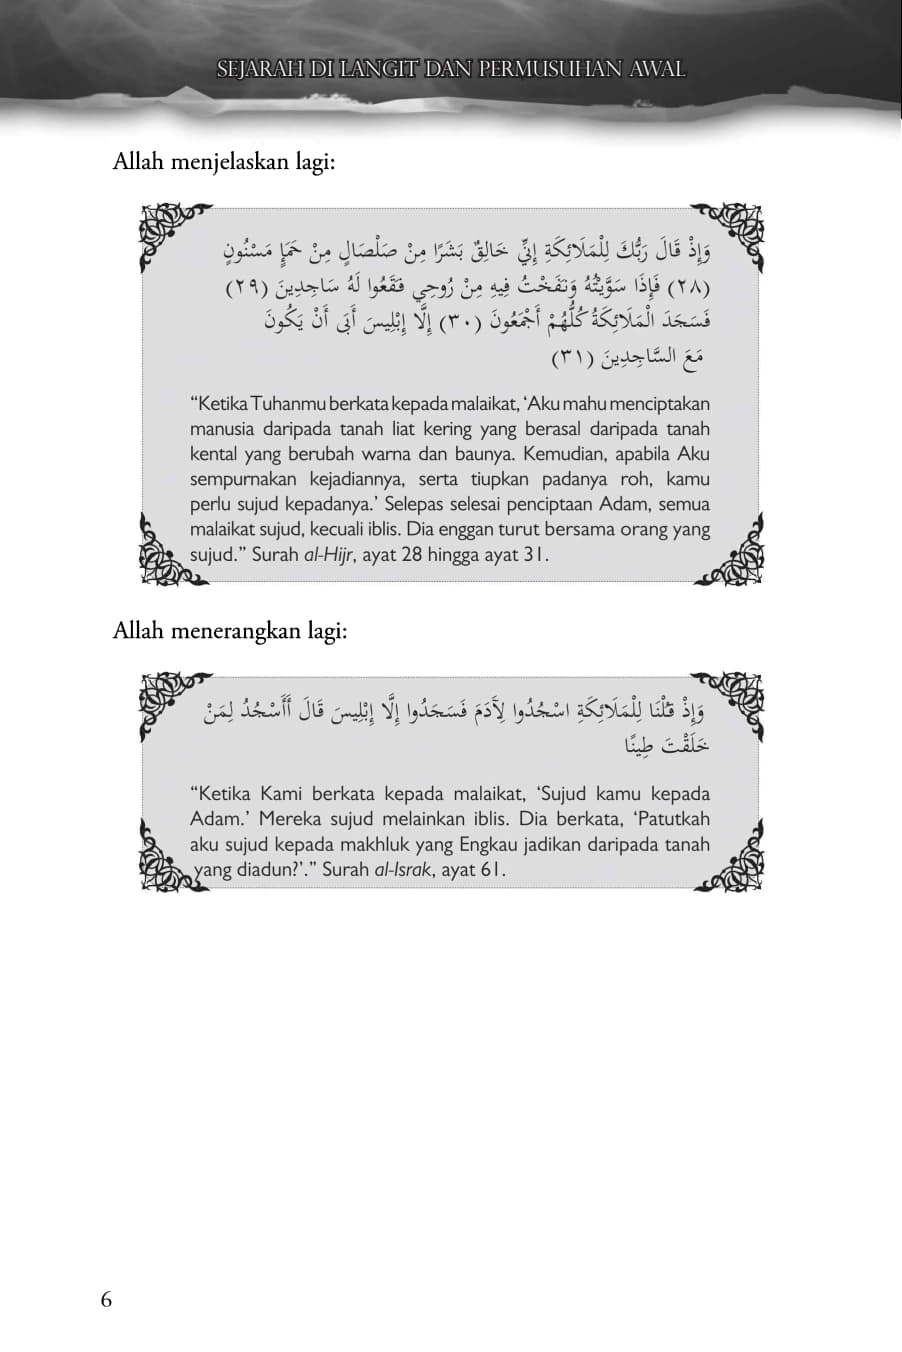 SEJARAH DI LANGIT DAN PERMUSUHAN AWAL
Allah menjelaskan lagi:
وَإِذْ قَالَ رَبُّكَ لِلْمَلَائِكَةِ إِنِّي خَالِقٌ بَشَرًا مِنْ صَلْصَالٍ مِنْ حَمَإٍ مَسْنُونٍ
(٢٨) فَإِذَا سَوَّيْتُهُ وَنَفَخْتُ فِيهِ مِنْ رُوحِي فَقَعُوا لَهُ سَاجِدِينَ (٢٩)
فَسَجَدَ الْمَلَائِكَةُ كُلُّهُمْ أَجْمَعُونَ (٣٠) إِلَّا إِبْلِيسَ أَبَى أَنْ يَكُونَ
مَعَ السَّاجِدِينَ (٣١)
“Ketika Tuhanmu berkata kepada malaikat, ‘Aku mahu menciptakan
manusia daripada tanah liat kering yang berasal daripada tanah
kental yang berubah warna dan baunya. Kemudian, apabila Aku
sempurnakan kejadiannya, serta tiupkan padanya roh, kamu
perlu sujud kepadanya.’ Selepas selesai penciptaan Adam, semua
malaikat sujud, kecuali iblis. Dia enggan turut bersama orang yang
sujud.” Surah al-Hijr, ayat 28 hingga ayat 31.
Allah menerangkan lagi:
وَإِذْ قُلْنَا لِلْمَلَائِكَةِ اسْجُدُوا لِآَدَمَ فَسَجَدُوا إِلَّا إِبْلِيسَ قَالَ أَأَسْجُدُ لِمَنْ
خَلَقْتَ طِينًا
“Ketika Kami berkata kepada malaikat, ‘Sujud kamu kepada
Adam.’ Mereka sujud melainkan iblis. Dia berkata, ‘Patutkah
aku sujud kepada makhluk yang Engkau jadikan daripada tanah
yang diadun?’.” Surah al-Israk, ayat 61.
6